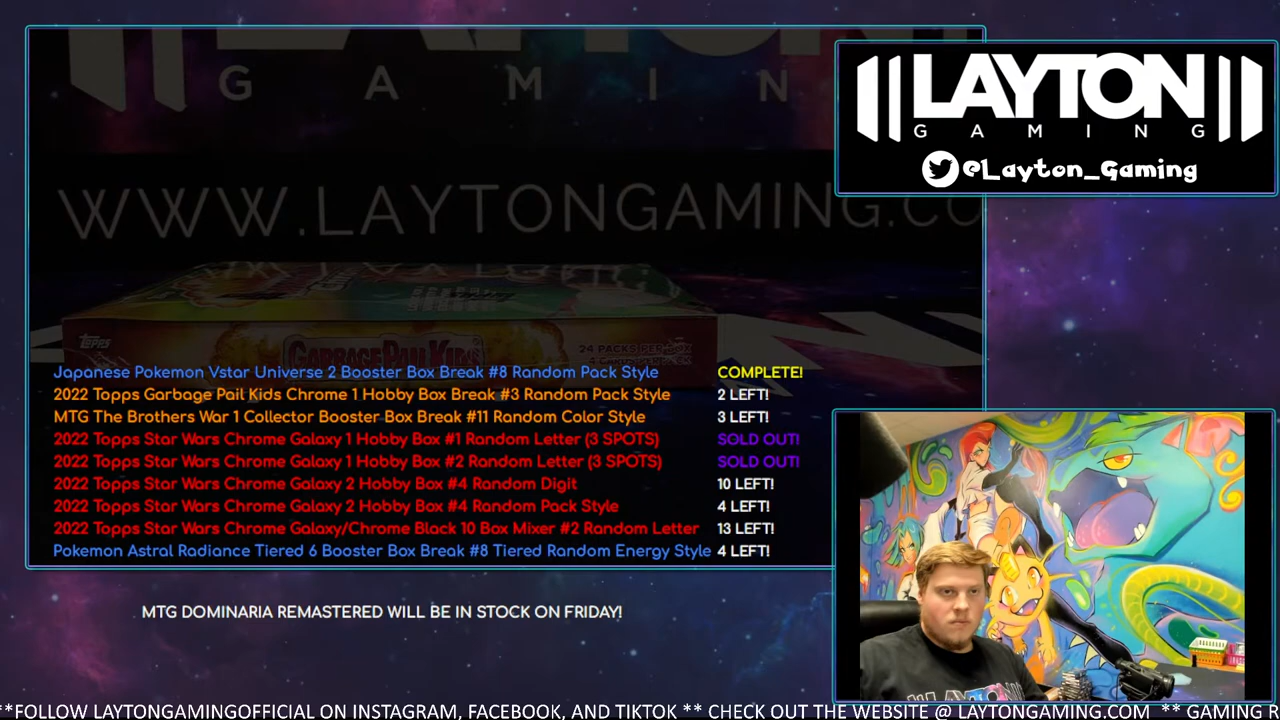 LAYTON
GAMING
@Layton_Gaming
G A M I N
WWW.LAYTONGAMING.CO
TOPPS
GARBAGE PAIL KIDS
24 PACKS PER BOX
Japanese Pokemon Vstar Universe 2 Booster Box Break #8 Random Pack Style COMPLETE!
2022 Topps Garbage Pail Kids Chrome 1 Hobby Box Break #3 Random Pack Style 2 LEFT!
MTG The Brothers War 1 Collector Booster Box Break #11 Random Color Style 3 LEFT!
2022 Topps Star Wars Chrome Galaxy 1 Hobby Box #1 Random Letter (3 SPOTS) SOLD OUT!
2022 Topps Star Wars Chrome Galaxy 1 Hobby Box #2 Random Letter (3 SPOTS) SOLD OUT!
2022 Topps Star Wars Chrome Galaxy 2 Hobby Box #4 Random Digit 10 LEFT!
2022 Topps Star Wars Chrome Galaxy 2 Hobby Box #4 Random Pack Style 4 LEFT!
2022 Topps Star Wars Chrome Galaxy/Chrome Black 10 Box Mixer #2 Random Letter 13 LEFT!
Pokemon Astral Radiance Tiered 6 Booster Box Break #8 Tiered Random Energy Style 4 LEFT!
MTG DOMINARIA REMASTERED WILL BE IN STOCK ON FRIDAY!
**FOLLOW LAYTONGAMINGOFFICIAL ON INSTAGRAM, FACEBOOK, AND TIKTOK ** CHECK OUT THE WEBSITE @ LAYTONGAMING.COM ** GAMING R